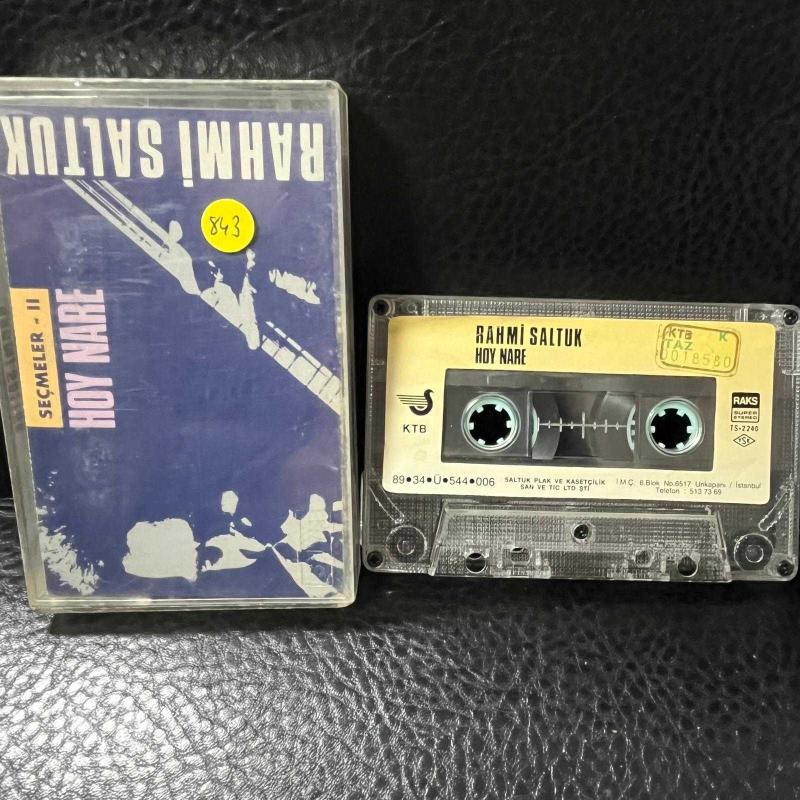 RAHMİ SALTUK
843
SEÇMELER - II
HOY NARE
RAHMİ SALTUK
HOY NARE
KTB K
TAZ
0018580
KTB
RAKS
SUPER
STEREO
TS-2240
TSE
89•34•Ü•544•006
SALTUK PLAK VE KASETÇİLİK
SAN VE TİC LTD ŞTİ
İ M.Ç. 6.Blok No.6517 Unkapanı / İstanbul
Telefon : 513 73 69